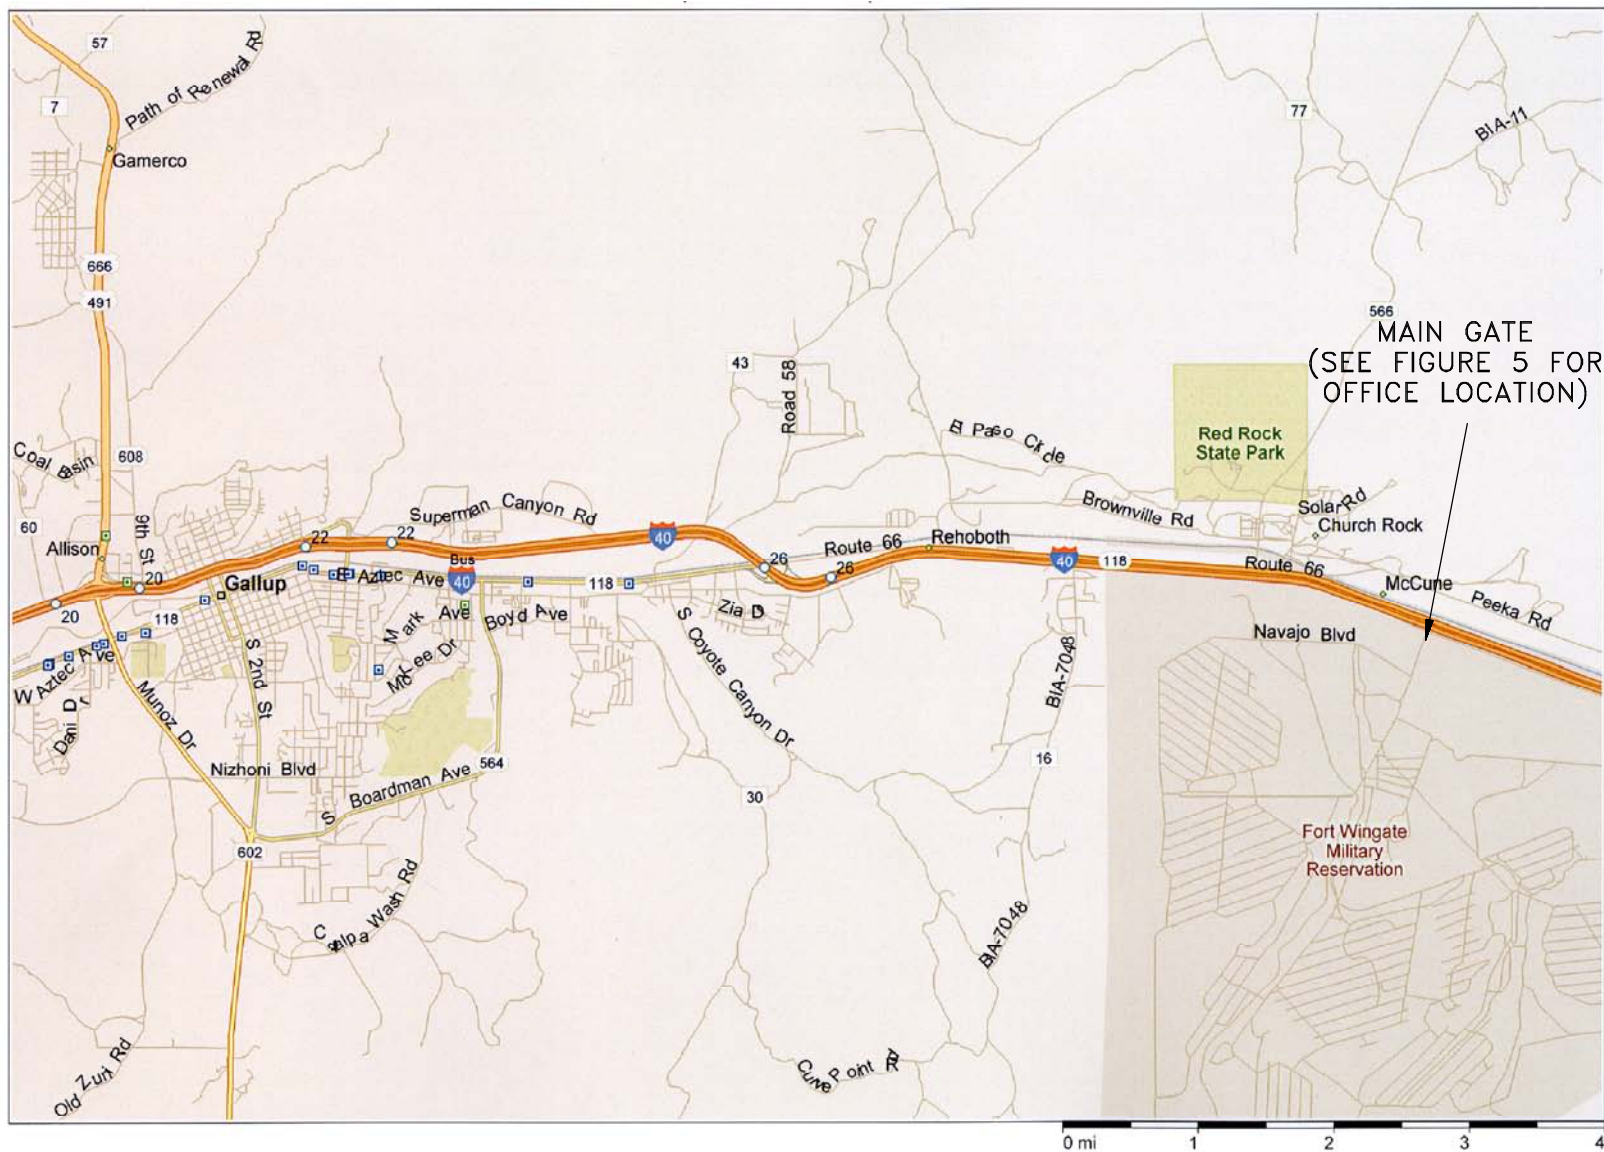 57
Path of Renewal Rd
7
Gamerco
666
491
77
BIA-11
566
MAIN GATE
(SEE FIGURE 5 FOR
OFFICE LOCATION)
43
Road 58
El Paso Circle
Red Rock
State Park
Coal Basin
608
60
9th St
Allison
20
20
22
22
Superman Canyon Rd
40
Brownville Rd
Solar Rd
Church Rock
Route 66
Rehoboth
26
26
40
118
Route 66
McCune
Peeka Rd
Gallup
E Aztec Ave
Bus
40
118
118
Mark
Ave
Boyd Ave
Zia D
S Coyote Canyon Dr
Navajo Blvd
BIA-7048
W Aztec Ave
Dani Dr
Munoz Dr
S 2nd St
McLee Dr
Nizhoni Blvd
S Boardman Ave
564
30
16
602
Fort Wingate
Military
Reservation
BIA-7048
Old Zuni Rd
0 mi 1 2 3 4